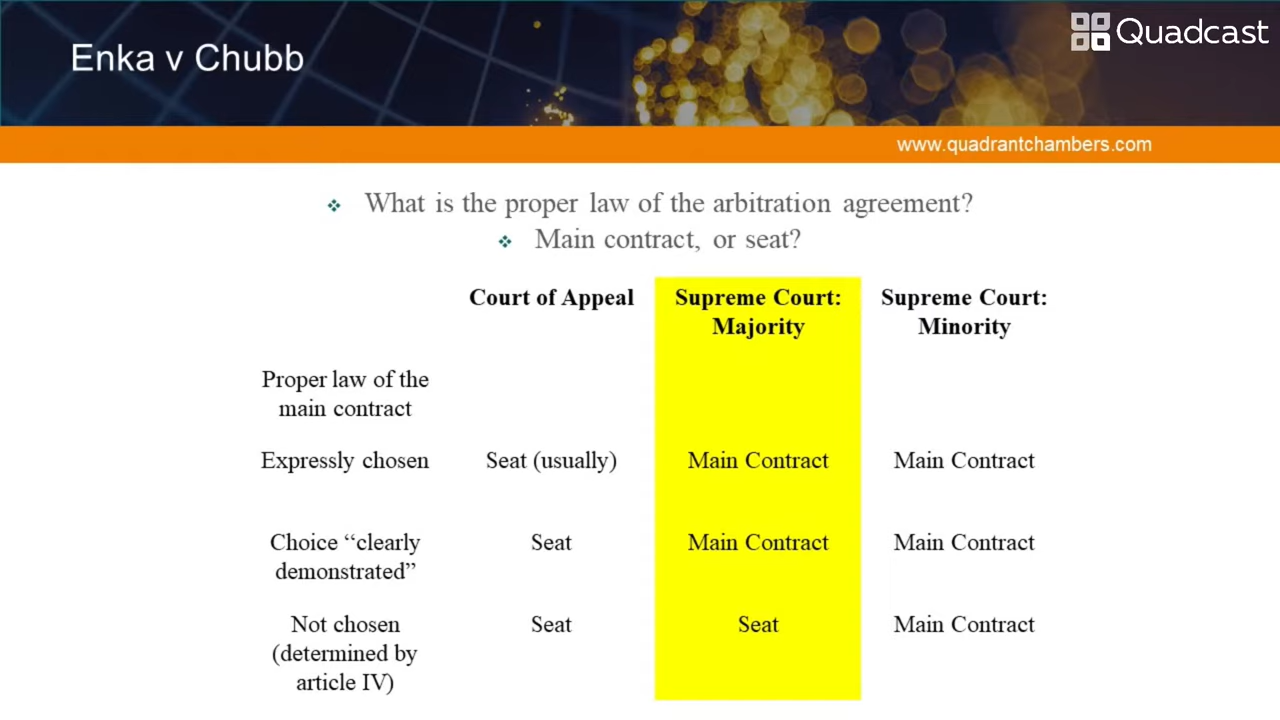 Enka v Chubb
Quadcast
www.quadrantchambers.com
What is the proper law of the arbitration agreement?
Main contract, or seat?
Court of Appeal
Supreme Court:
Majority
Supreme Court:
Minority
Proper law of the
main contract
Expressly chosen
Seat (usually)
Main Contract
Main Contract
Choice “clearly
demonstrated”
Seat
Main Contract
Main Contract
Not chosen
(determined by
article IV)
Seat
Seat
Main Contract